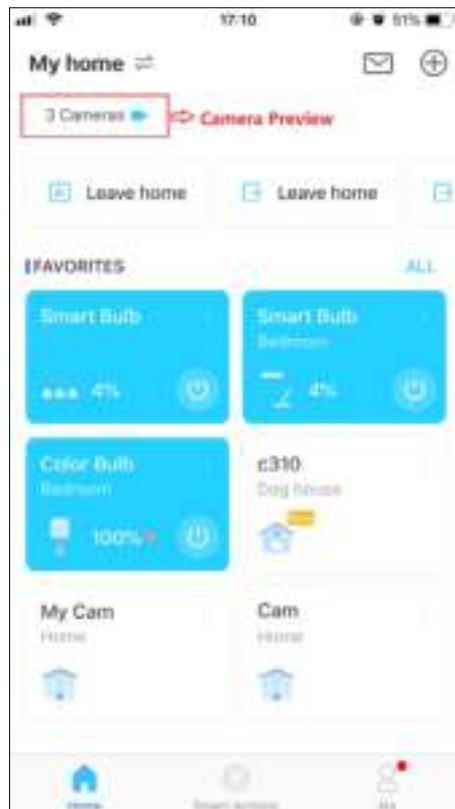 17:10
51%
My home
3 Cameras
Camera Preview
Leave home
Leave home
FAVORITES
ALL
Smart Bulb
4%
Smart Bulb
Bedroom
4%
Color Bulb
Bedroom
100%
c310
Dog house
My Cam
Home
Cam
Home
Home
Smart Actions
Me